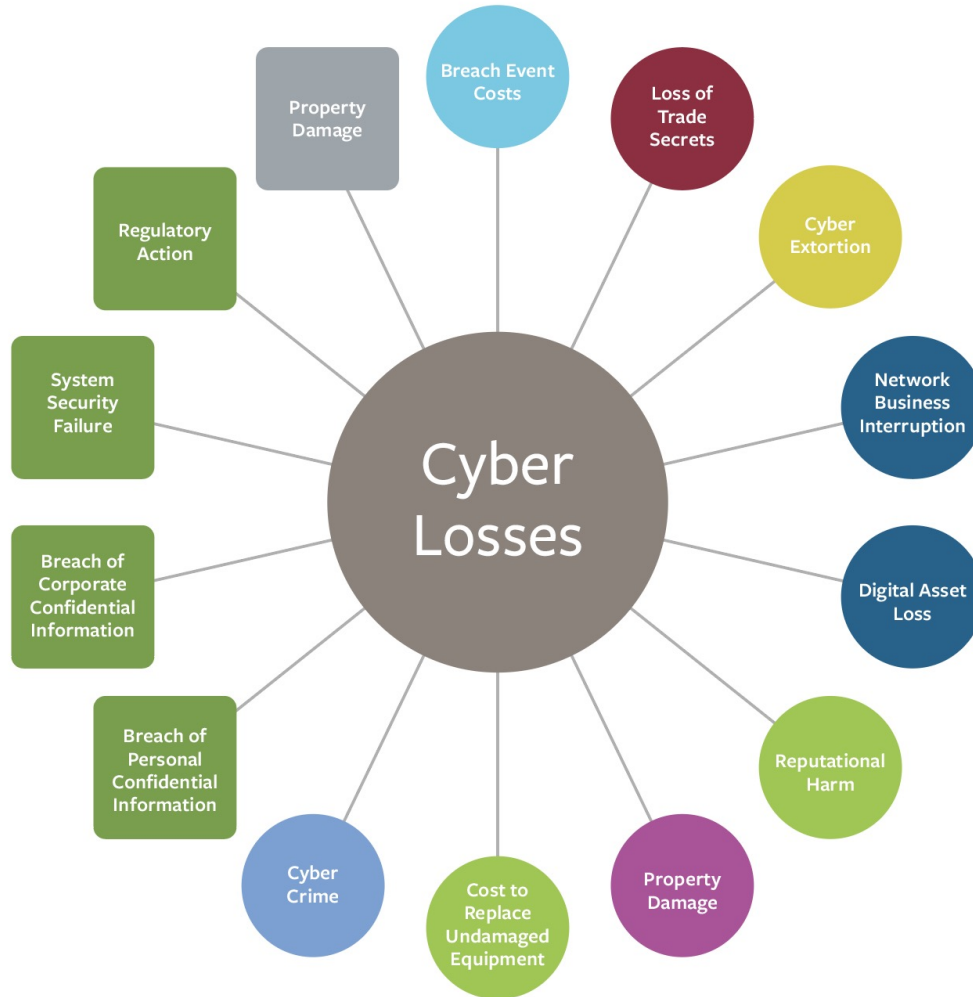 Breach Event
Costs
Loss of
Trade
Secrets
Cyber
Extortion
Network
Business
Interruption
Digital Asset
Loss
Reputational
Harm
Property
Damage
Cost to
Replace
Undamaged
Equipment
Cyber
Crime
Breach of
Personal
Confidential
Information
Breach of
Corporate
Confidential
Information
System
Security
Failure
Regulatory
Action
Property
Damage
Cyber
Losses